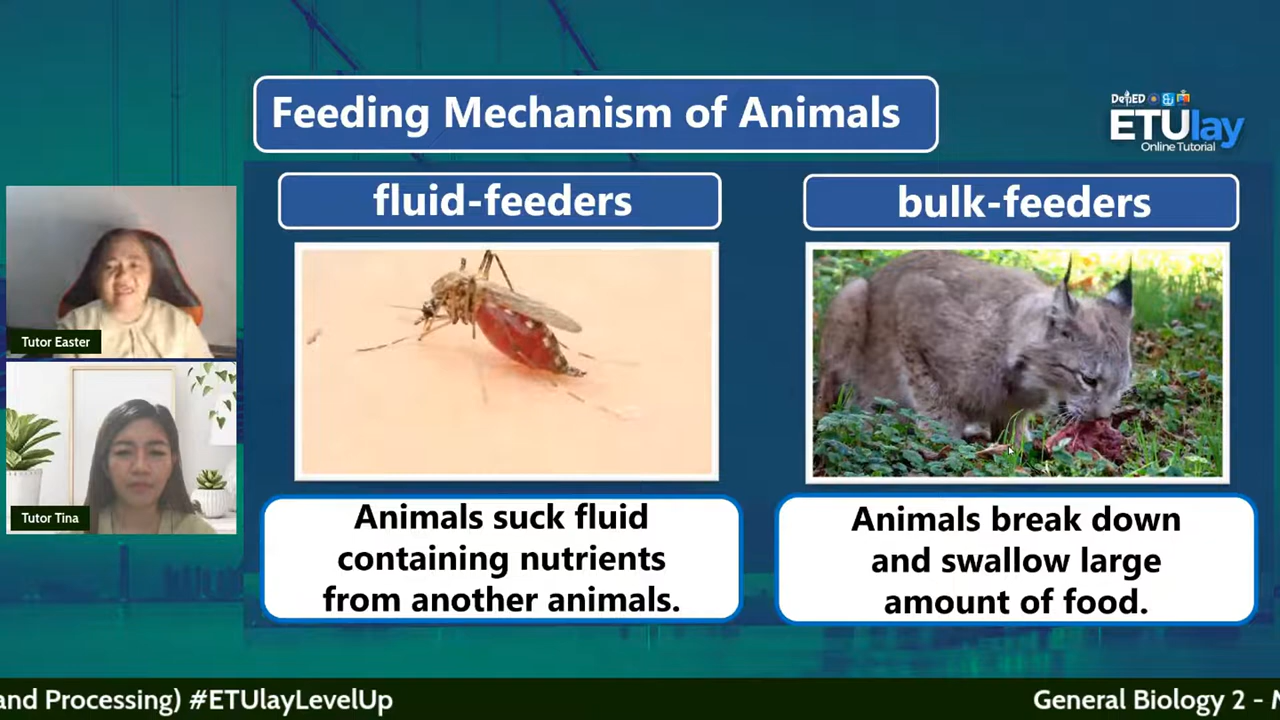 Feeding Mechanism of Animals
DepED
ETUlay
Online Tutorial
fluid-feeders
bulk-feeders
Tutor Easter
Tutor Tina
Animals suck fluid
containing nutrients
from another animals.
Animals break down
and swallow large
amount of food.
and Processing) #ETUlayLevelUp
General Biology 2 -